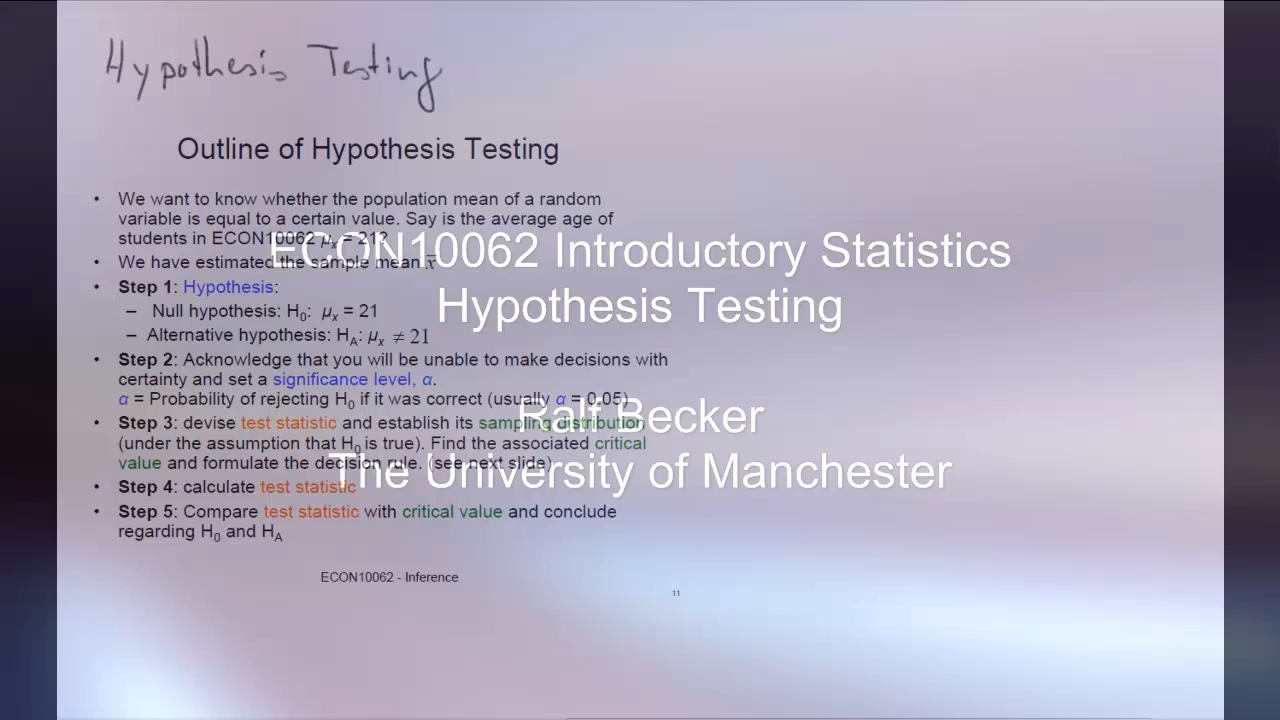 Hypothesis Testing
Outline of Hypothesis Testing
• We want to know whether the population mean of a random
variable is equal to a certain value. Say is the average age of
students in ECON10062 μx = 21?
• We have estimated the sample mean x̄
• Step 1: Hypothesis:
– Null hypothesis: H0: μx = 21
– Alternative hypothesis: HA: μx ≠ 21
• Step 2: Acknowledge that you will be unable to make decisions with
certainty and set a significance level, α.
α = Probability of rejecting H0 if it was correct (usually α = 0.05)
• Step 3: devise test statistic and establish its sampling distribution
(under the assumption that H0 is true). Find the associated critical
value and formulate the decision rule. (see next slide)
• Step 4: calculate test statistic
• Step 5: Compare test statistic with critical value and conclude
regarding H0 and HA
ECON10062 - Inference
11
ECON10062 Introductory Statistics
Hypothesis Testing
Ralf Becker
The University of Manchester